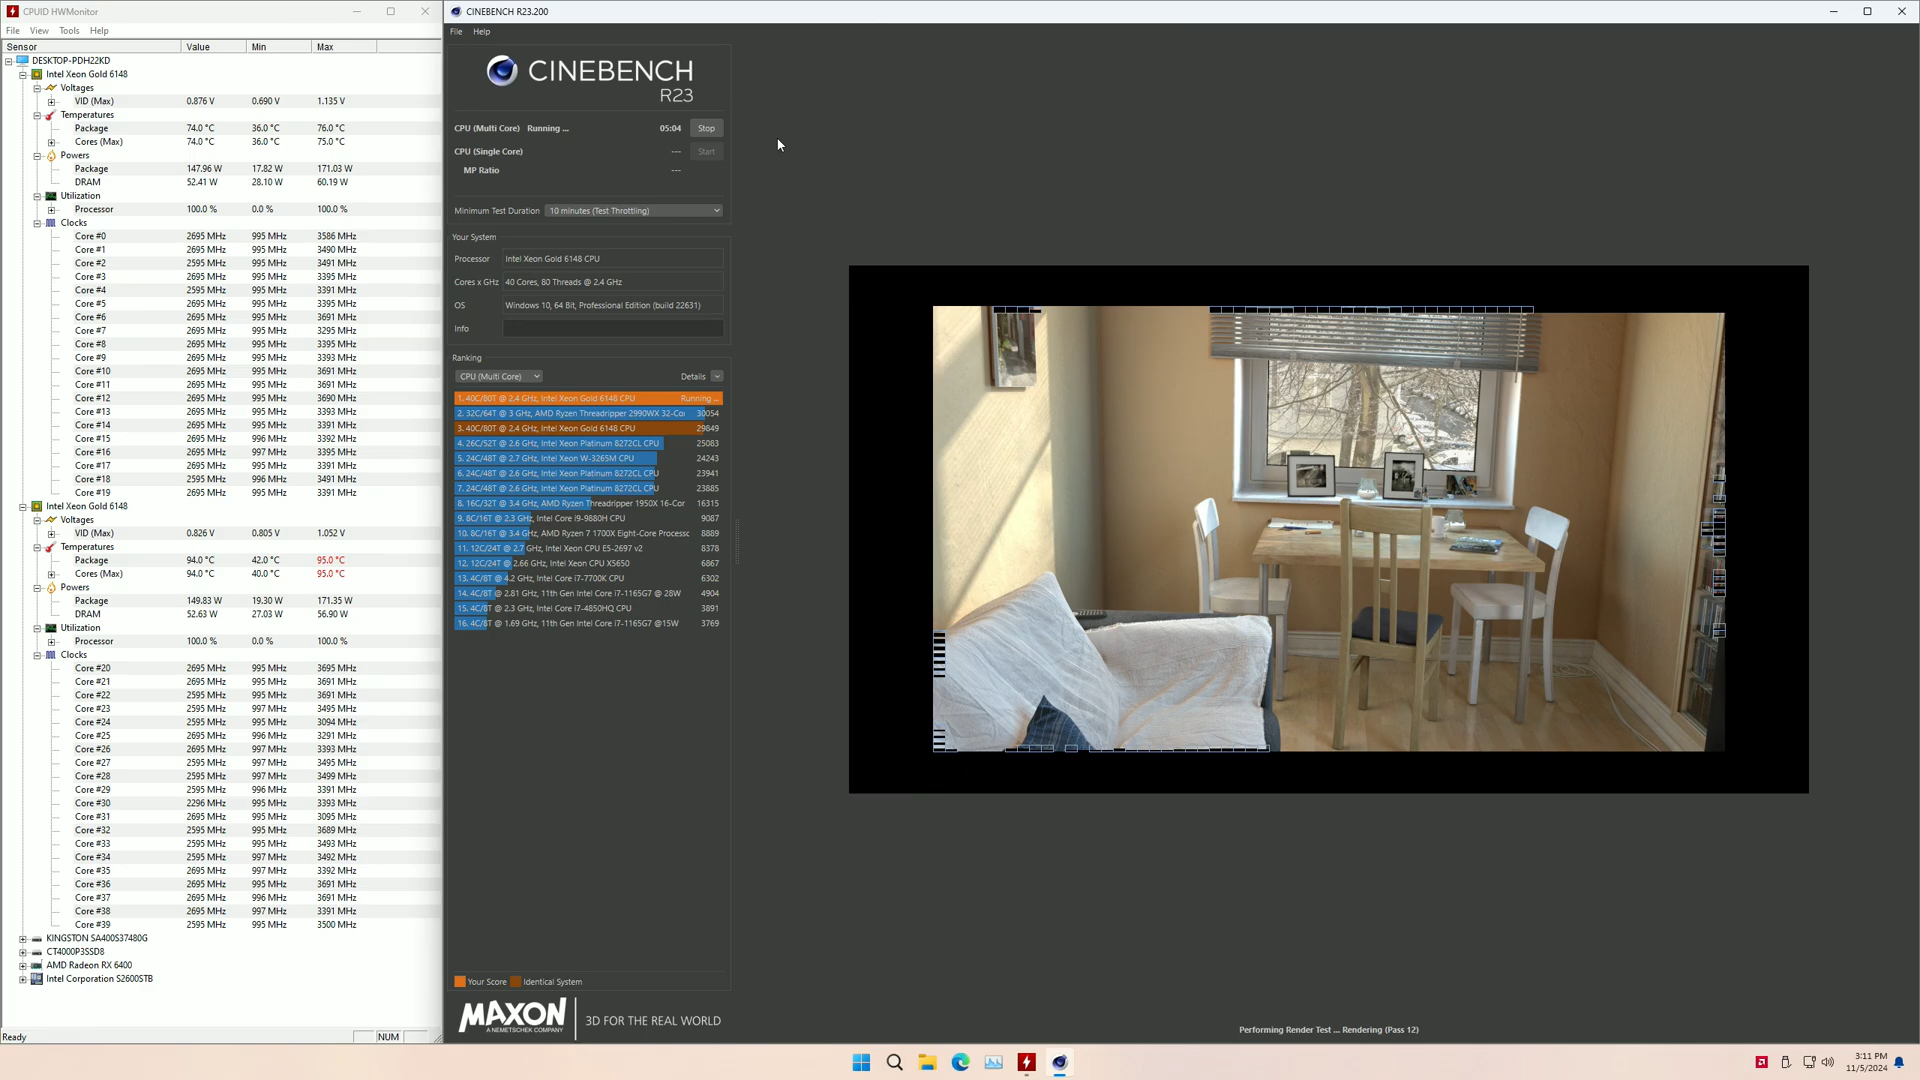 CPUID HWMonitor
File View Tools Help
Sensor Value Min Max
DESKTOP-PDH22KD
Intel Xeon Gold 6148
Voltages
VID (Max) 0.876 V 0.690 V 1.135 V
Temperatures
Package 74.0 °C 36.0 °C 76.0 °C
Cores (Max) 74.0 °C 36.0 °C 75.0 °C
Powers
Package 147.96 W 17.82 W 171.03 W
DRAM 52.41 W 28.10 W 60.19 W
Utilization
Processor 100.0 % 0.0 % 100.0 %
Clocks
Core #0 2695 MHz 995 MHz 3586 MHz
Core #1 2695 MHz 995 MHz 3490 MHz
Core #2 2595 MHz 995 MHz 3491 MHz
Core #3 2695 MHz 995 MHz 3395 MHz
Core #4 2595 MHz 995 MHz 3391 MHz
Core #5 2695 MHz 995 MHz 3395 MHz
Core #6 2695 MHz 995 MHz 3691 MHz
Core #7 2695 MHz 995 MHz 3295 MHz
Core #8 2695 MHz 995 MHz 3395 MHz
Core #9 2695 MHz 995 MHz 3393 MHz
Core #10 2695 MHz 995 MHz 3691 MHz
Core #11 2695 MHz 995 MHz 3691 MHz
Core #12 2695 MHz 995 MHz 3690 MHz
Core #13 2695 MHz 995 MHz 3391 MHz
Core #14 2695 MHz 995 MHz 3391 MHz
Core #15 2695 MHz 996 MHz 3392 MHz
Core #16 2695 MHz 997 MHz 3395 MHz
Core #17 2695 MHz 995 MHz 3391 MHz
Core #18 2595 MHz 996 MHz 3491 MHz
Core #19 2695 MHz 995 MHz 3391 MHz
Intel Xeon Gold 6148
Voltages
VID (Max) 0.826 V 0.805 V 1.052 V
Temperatures
Package 94.0 °C 42.0 °C 95.0 °C
Cores (Max) 94.0 °C 40.0 °C 95.0 °C
Powers
Package 149.83 W 19.30 W 171.35 W
DRAM 52.63 W 27.03 W 56.90 W
Utilization
Processor 100.0 % 0.0 % 100.0 %
Clocks
Core #20 2695 MHz 995 MHz 3695 MHz
Core #21 2695 MHz 995 MHz 3691 MHz
Core #22 2595 MHz 995 MHz 3691 MHz
Core #23 2595 MHz 997 MHz 3495 MHz
Core #24 2595 MHz 995 MHz 3094 MHz
Core #25 2695 MHz 996 MHz 3291 MHz
Core #26 2595 MHz 997 MHz 3393 MHz
Core #27 2595 MHz 997 MHz 3495 MHz
Core #28 2595 MHz 997 MHz 3499 MHz
Core #29 2595 MHz 996 MHz 3391 MHz
Core #30 2296 MHz 995 MHz 3393 MHz
Core #31 2695 MHz 995 MHz 3095 MHz
Core #32 2595 MHz 995 MHz 3689 MHz
Core #33 2595 MHz 995 MHz 3493 MHz
Core #34 2595 MHz 997 MHz 3492 MHz
Core #35 2695 MHz 997 MHz 3392 MHz
Core #36 2695 MHz 995 MHz 3691 MHz
Core #37 2695 MHz 996 MHz 3691 MHz
Core #38 2695 MHz 997 MHz 3391 MHz
Core #39 2595 MHz 995 MHz 3500 MHz
KINGSTON SA400S37480G
CT4000P3SSD8
AMD Radeon RX 6400
Intel Corporation S2600STB
Ready NUM
CINEBENCH R23.200
File Help
CINEBENCH
R23
CPU (Multi Core) Running ... 05:04 Stop
CPU (Single Core) --- Start
MP Ratio ---
Minimum Test Duration 10 minutes (Test Throttling)
Your System
Processor Intel Xeon Gold 6148 CPU
Cores x GHz 40 Cores, 80 Threads @ 2.4 GHz
OS Windows 10, 64 Bit, Professional Edition (build 22631)
Info
Ranking
CPU (Multi Core) Details
1. 40C/80T @ 2.4 GHz, Intel Xeon Gold 6148 CPU Running ...
2. 32C/64T @ 3 GHz, AMD Ryzen Threadripper 2990WX 32-Cor 30054
3. 40C/80T @ 2.4 GHz, Intel Xeon Gold 6148 CPU 29849
4. 26C/52T @ 2.6 GHz, Intel Xeon Platinum 8272CL CPU 25083
5. 24C/48T @ 2.7 GHz, Intel Xeon W-3265M CPU 24243
6. 24C/48T @ 2.6 GHz, Intel Xeon Platinum 8272CL CPU 23941
7. 24C/48T @ 2.6 GHz, Intel Xeon Platinum 8272CL CPU 23885
8. 16C/32T @ 3.4 GHz, AMD Ryzen Threadripper 1950X 16-Cor 16315
9. 8C/16T @ 2.3 GHz, Intel Core i9-9880H CPU 9087
10. 8C/16T @ 3.4 GHz, AMD Ryzen 7 1700X Eight-Core Processc 8889
11. 12C/24T @ 2.7 GHz, Intel Xeon CPU E5-2697 v2 8378
12. 12C/24T @ 2.66 GHz, Intel Xeon CPU X5650 6867
13. 4C/8T @ 4.2 GHz, Intel Core i7-7700K CPU 6302
14. 4C/8T @ 2.81 GHz, 11th Gen Intel Core i7-1165G7 @ 28W 4904
15. 4C/8T @ 2.3 GHz, Intel Core i7-4850HQ CPU 3891
16. 4C/8T @ 1.69 GHz, 11th Gen Intel Core i7-1165G7 @15W 3769
Your Score Identical System
MAXON
A NEMETSCHEK COMPANY
3D FOR THE REAL WORLD
Performing Render Test ... Rendering (Pass 12)
3:11 PM
11/5/2024